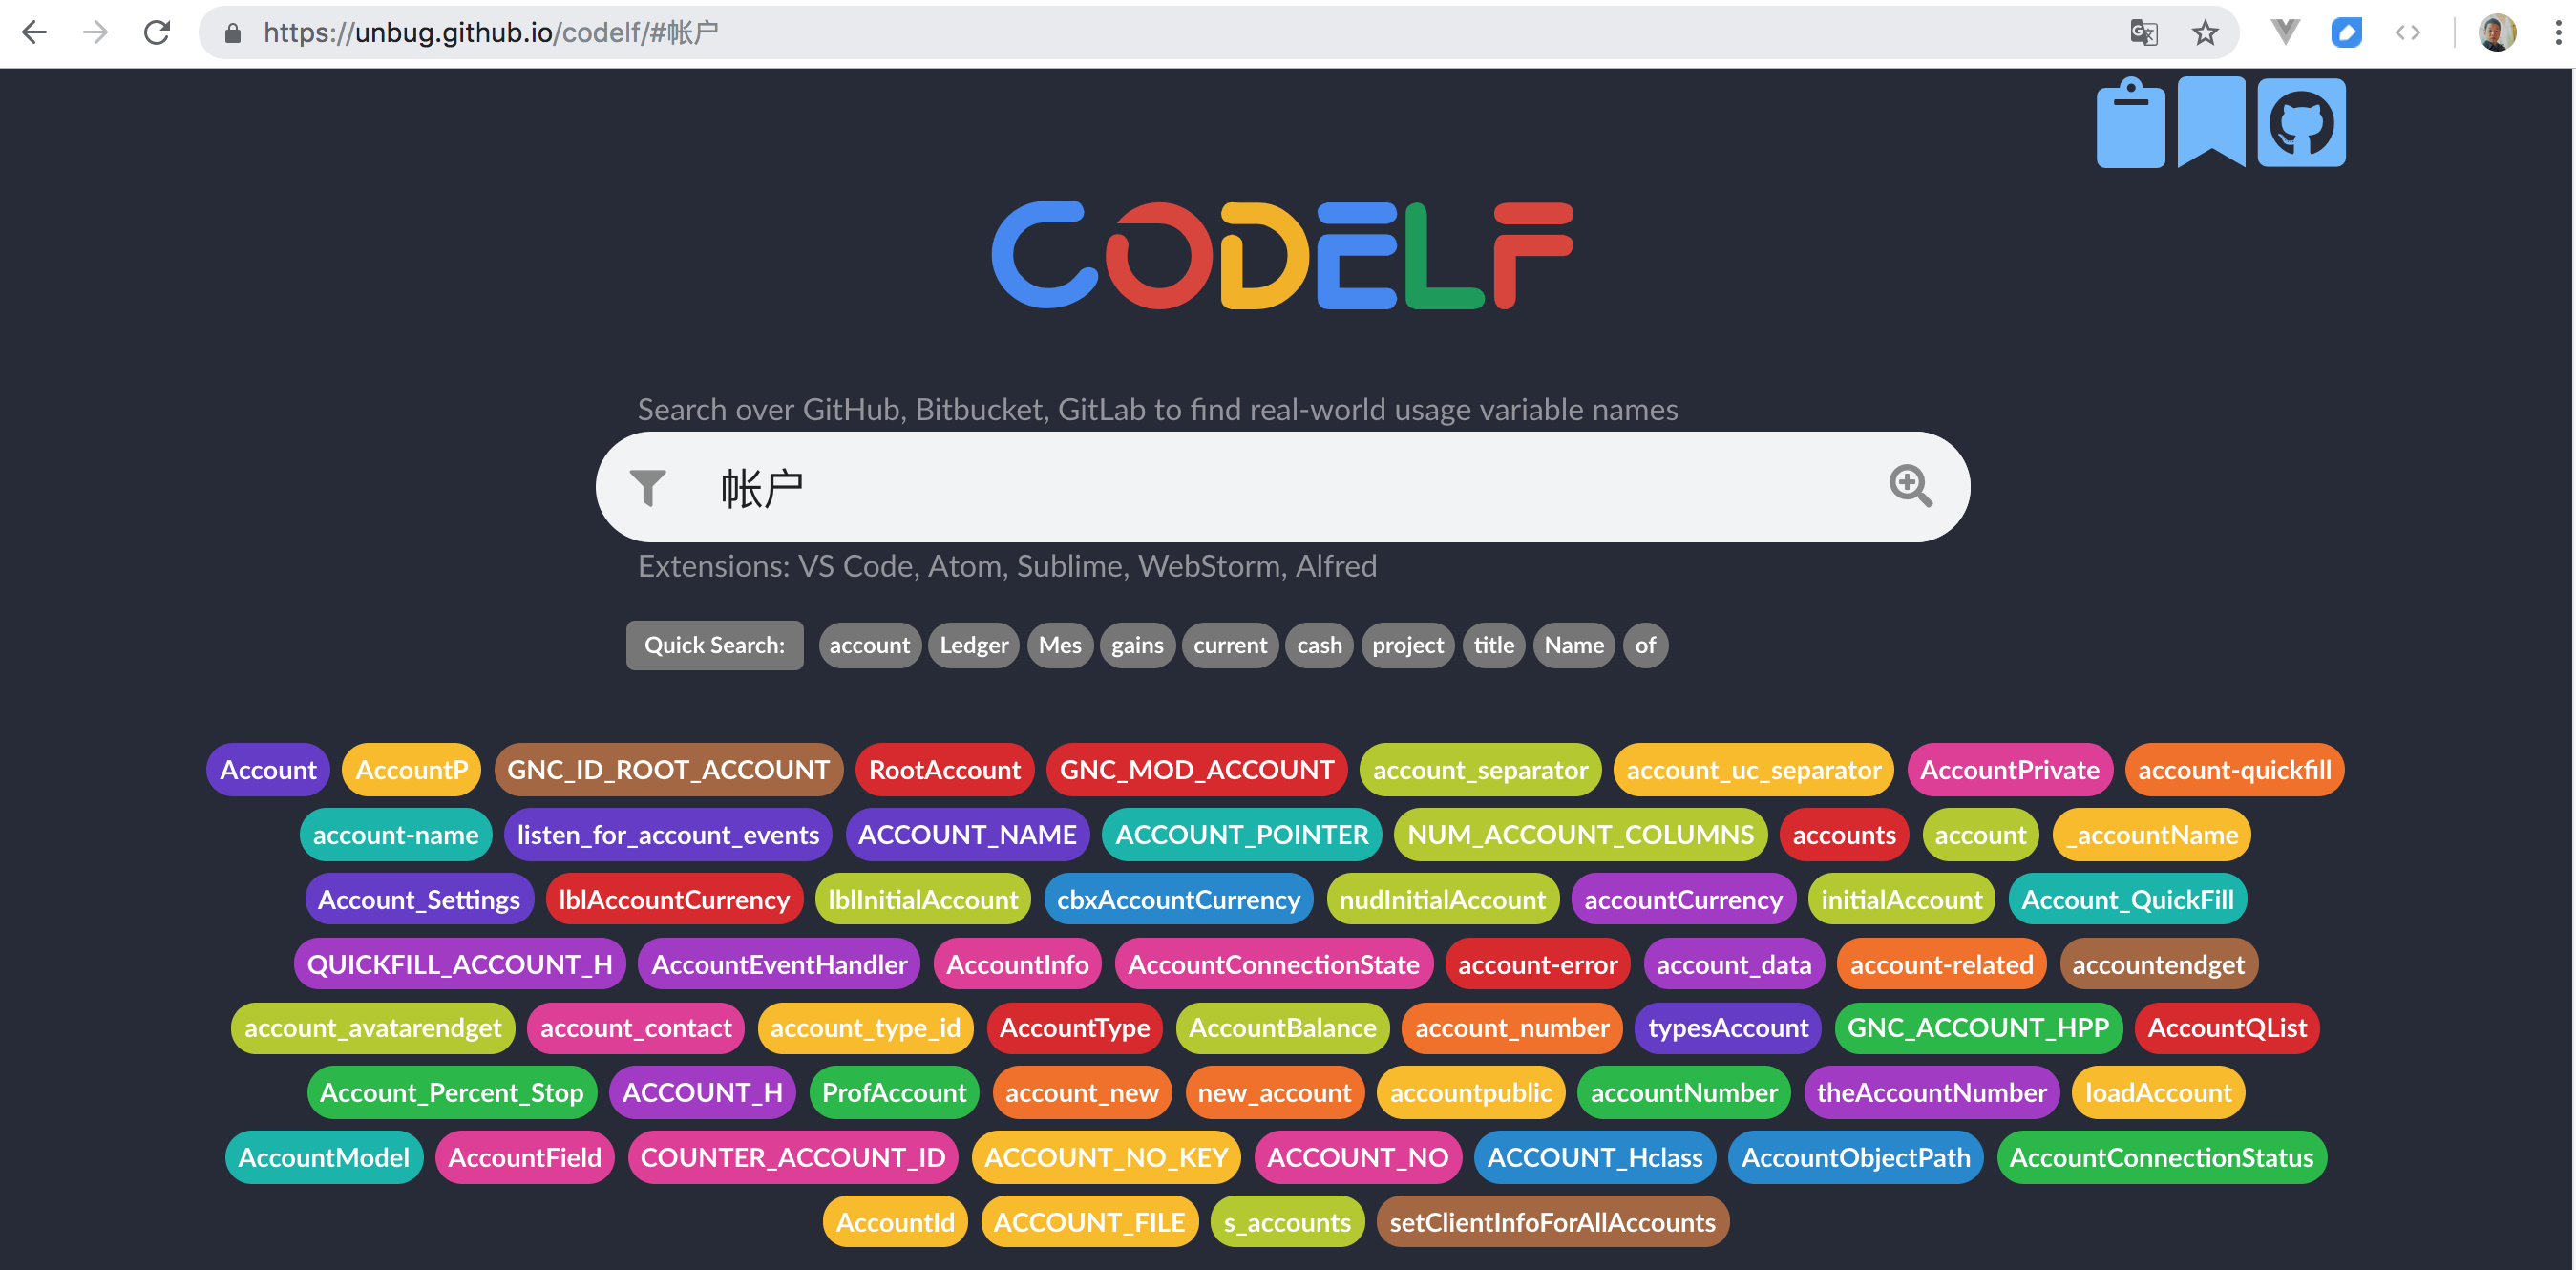 https://unbug.github.io/codelf/#帐户
CODELF
Search over GitHub, Bitbucket, GitLab to find real-world usage variable names
帐户
Extensions: VS Code, Atom, Sublime, WebStorm, Alfred
Quick Search: account Ledger Mes gains current cash project title Name of
Account AccountP GNC_ID_ROOT_ACCOUNT RootAccount GNC_MOD_ACCOUNT account_separator account_uc_separator AccountPrivate account-quickfill
account-name listen_for_account_events ACCOUNT_NAME ACCOUNT_POINTER NUM_ACCOUNT_COLUMNS accounts account _accountName
Account_Settings lblAccountCurrency lblInitialAccount cbxAccountCurrency nudInitialAccount accountCurrency initialAccount Account_QuickFill
QUICKFILL_ACCOUNT_H AccountEventHandler AccountInfo AccountConnectionState account-error account_data account-related accountendget
account_avatarendget account_contact account_type_id AccountType AccountBalance account_number typesAccount GNC_ACCOUNT_HPP AccountQList
Account_Percent_Stop ACCOUNT_H ProfAccount account_new new_account accountpublic accountNumber theAccountNumber loadAccount
AccountModel AccountField COUNTER_ACCOUNT_ID ACCOUNT_NO_KEY ACCOUNT_NO ACCOUNT_Hclass AccountObjectPath AccountConnectionStatus
AccountId ACCOUNT_FILE s_accounts setClientInfoForAllAccounts